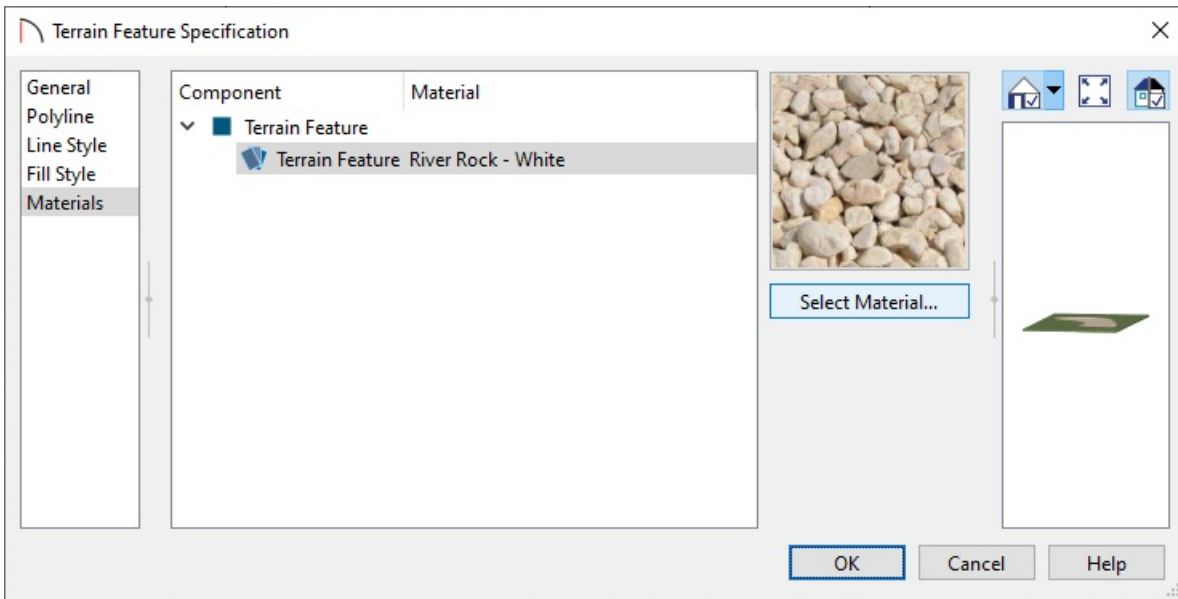 Terrain Feature Specification
General
Polyline
Line Style
Fill Style
Materials
Component Material
Terrain Feature
Terrain Feature River Rock - White
Select Material...
OK Cancel Help